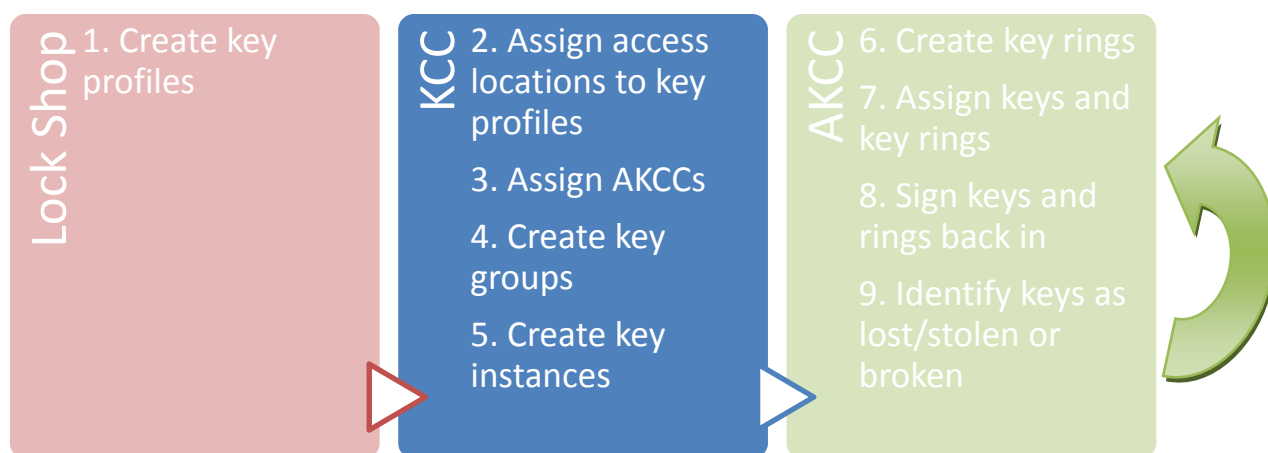 Lock Shop
1. Create key
profiles
KCC
2. Assign access
locations to key
profiles
3. Assign AKCCs
4. Create key
groups
5. Create key
instances
AKCC
6. Create key rings
7. Assign keys and
key rings
8. Sign keys and
rings back in
9. Identify keys as
lost/stolen or
broken